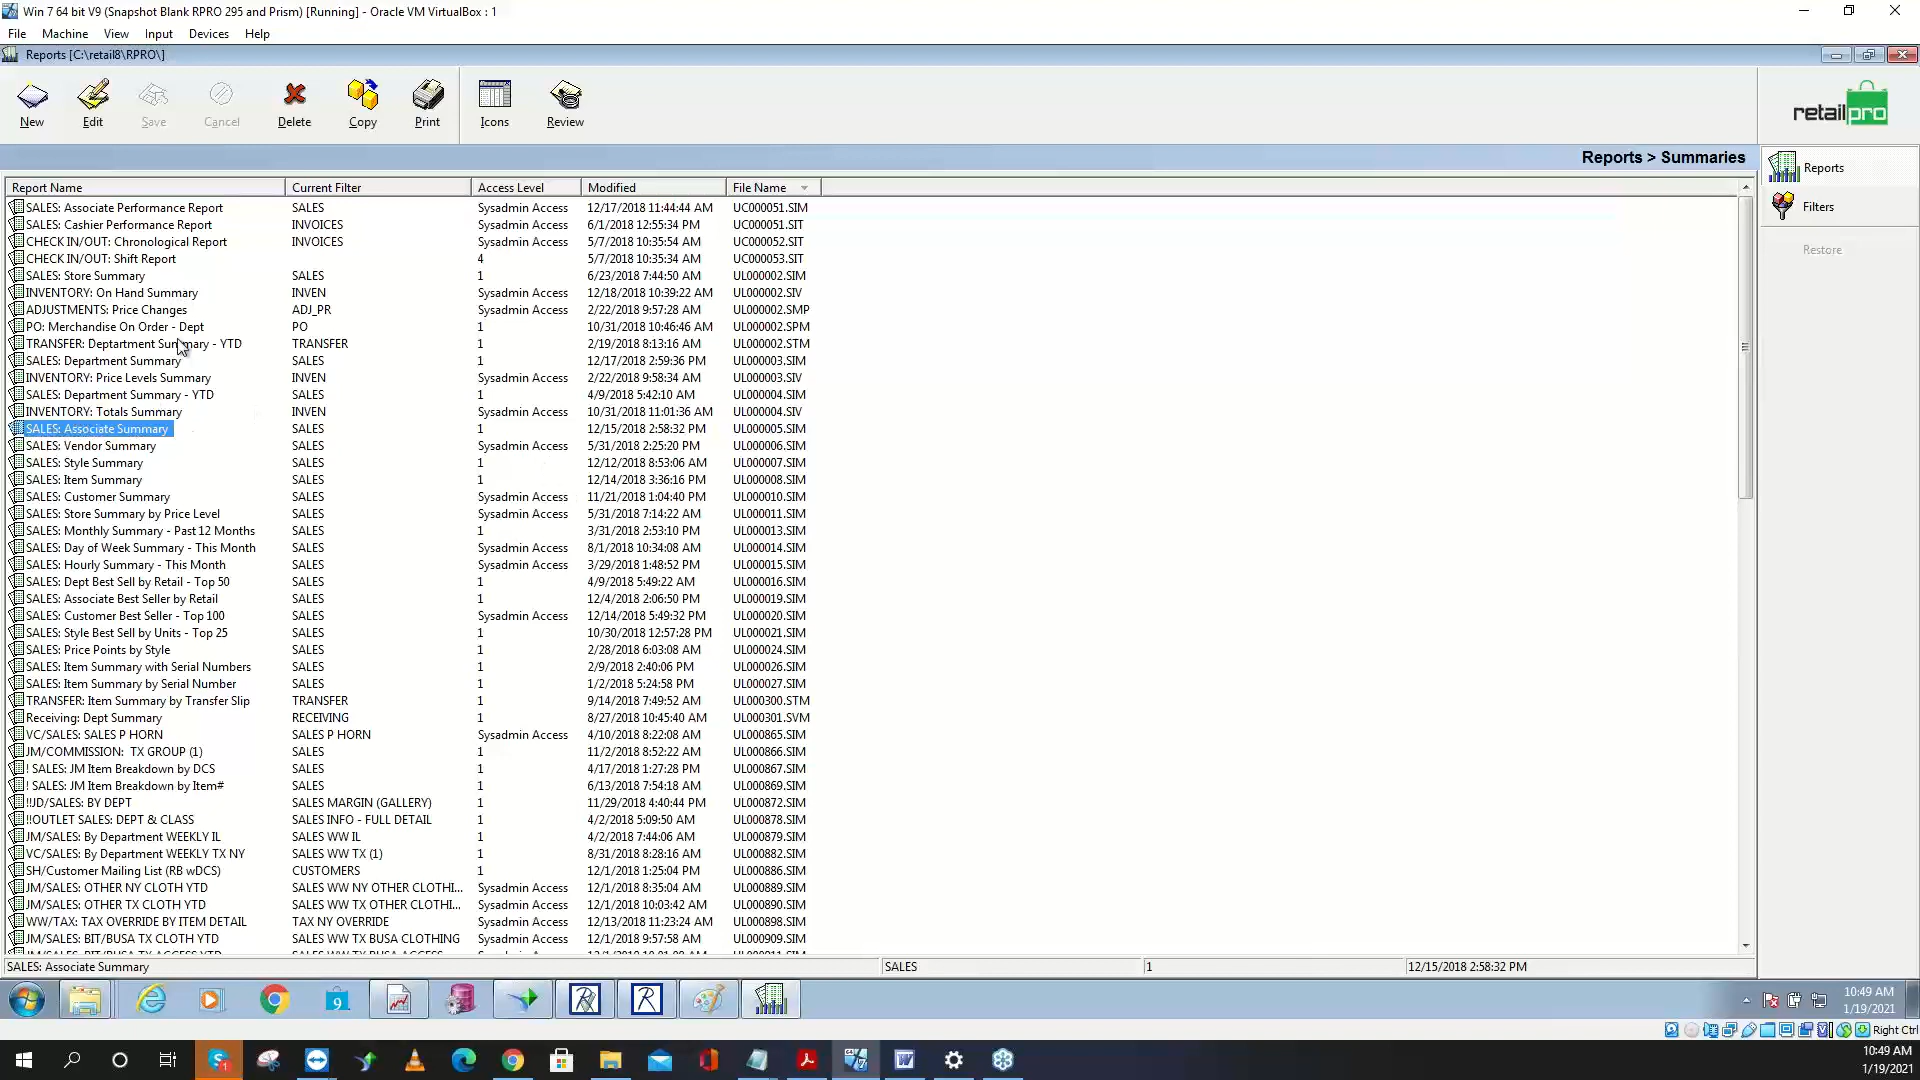 Win 7 64 bit V9 (Snapshot Blank RPRO 295 and Prism) [Running] - Oracle VM VirtualBox : 1
File Machine View Input Devices Help
Reports [C:\retail8\RPRO\]
New Edit Save Cancel Delete Copy Print Icons Review
retailpro
Reports > Summaries
Reports
Filters
Restore
Report Name Current Filter Access Level Modified File Name
SALES: Associate Performance Report SALES Sysadmin Access 12/17/2018 11:44:44 AM UC000051.SIM
SALES: Cashier Performance Report INVOICES Sysadmin Access 6/1/2018 12:55:34 PM UC000051.SIT
CHECK IN/OUT: Chronological Report INVOICES Sysadmin Access 5/7/2018 10:35:54 AM UC000052.SIT
CHECK IN/OUT: Shift Report 4 5/7/2018 10:35:34 AM UC000053.SIT
SALES: Store Summary SALES 1 6/23/2018 7:44:50 AM UL000002.SIM
INVENTORY: On Hand Summary INVEN Sysadmin Access 12/18/2018 10:39:22 AM UL000002.SIV
ADJUSTMENTS: Price Changes ADJ_PR Sysadmin Access 2/22/2018 9:57:28 AM UL000002.SMP
PO: Merchandise On Order - Dept PO 1 10/31/2018 10:46:46 AM UL000002.SPM
TRANSFER: Deptartment Summary - YTD TRANSFER 1 2/19/2018 8:13:16 AM UL000002.STM
SALES: Department Summary SALES 1 12/17/2018 2:59:36 PM UL000003.SIM
INVENTORY: Price Levels Summary INVEN Sysadmin Access 2/22/2018 9:58:34 AM UL000003.SIV
SALES: Department Summary - YTD SALES 1 4/9/2018 5:42:10 AM UL000004.SIM
INVENTORY: Totals Summary INVEN Sysadmin Access 10/31/2018 11:01:36 AM UL000004.SIV
SALES: Associate Summary SALES 1 12/15/2018 2:58:32 PM UL000005.SIM
SALES: Vendor Summary SALES Sysadmin Access 5/31/2018 2:25:20 PM UL000006.SIM
SALES: Style Summary SALES 1 12/12/2018 8:53:06 AM UL000007.SIM
SALES: Item Summary SALES 1 12/14/2018 3:36:16 PM UL000008.SIM
SALES: Customer Summary SALES Sysadmin Access 11/21/2018 1:04:40 PM UL000010.SIM
SALES: Store Summary by Price Level SALES Sysadmin Access 5/31/2018 7:14:22 AM UL000011.SIM
SALES: Monthly Summary - Past 12 Months SALES 1 3/31/2018 2:53:10 PM UL000013.SIM
SALES: Day of Week Summary - This Month SALES Sysadmin Access 8/1/2018 10:34:08 AM UL000014.SIM
SALES: Hourly Summary - This Month SALES Sysadmin Access 3/29/2018 1:48:52 PM UL000015.SIM
SALES: Dept Best Sell by Retail - Top 50 SALES 1 4/9/2018 5:49:22 AM UL000016.SIM
SALES: Associate Best Seller by Retail SALES 1 12/4/2018 2:06:50 PM UL000019.SIM
SALES: Customer Best Seller - Top 100 SALES Sysadmin Access 12/14/2018 5:49:32 PM UL000020.SIM
SALES: Style Best Sell by Units - Top 25 SALES 1 10/30/2018 12:57:28 PM UL000021.SIM
SALES: Price Points by Style SALES 1 2/28/2018 6:03:08 AM UL000024.SIM
SALES: Item Summary with Serial Numbers SALES 1 2/9/2018 2:40:06 PM UL000026.SIM
SALES: Item Summary by Serial Number SALES 1 1/2/2018 5:24:58 PM UL000027.SIM
TRANSFER: Item Summary by Transfer Slip TRANSFER 1 9/14/2018 7:49:52 AM UL000300.STM
Receiving: Dept Summary RECEIVING 1 8/27/2018 10:45:40 AM UL000301.SVM
VC/SALES: SALES P HORN SALES P HORN Sysadmin Access 4/10/2018 8:22:08 AM UL000865.SIM
JM/COMMISSION: TX GROUP (1) SALES 1 11/2/2018 8:52:22 AM UL000866.SIM
! SALES: JM Item Breakdown by DCS SALES 1 4/17/2018 1:27:28 PM UL000867.SIM
! SALES: JM Item Breakdown by Item# SALES 1 6/13/2018 7:54:18 AM UL000869.SIM
!!JD/SALES: BY DEPT SALES MARGIN (GALLERY) 1 11/29/2018 4:40:44 PM UL000872.SIM
!!OUTLET SALES: DEPT & CLASS SALES INFO - FULL DETAIL 1 4/2/2018 5:09:50 AM UL000878.SIM
JM/SALES: By Department WEEKLY IL SALES WW IL 1 4/2/2018 7:44:06 AM UL000879.SIM
VC/SALES: By Department WEEKLY TX NY SALES WW TX (1) 1 8/31/2018 8:28:16 AM UL000882.SIM
SH/Customer Mailing List (RB wDCS) CUSTOMERS 1 12/1/2018 1:25:04 PM UL000886.SIM
JM/SALES: OTHER NY CLOTH YTD SALES WW NY OTHER CLOTHI... Sysadmin Access 12/1/2018 8:35:04 AM UL000889.SIM
JM/SALES: OTHER TX CLOTH YTD SALES WW TX OTHER CLOTHI... Sysadmin Access 12/1/2018 10:03:42 AM UL000890.SIM
WW/TAX: TAX OVERRIDE BY ITEM DETAIL TAX NY OVERRIDE Sysadmin Access 12/13/2018 11:23:24 AM UL000898.SIM
JM/SALES: BIT/BUSA TX CLOTH YTD SALES WW TX BUSA CLOTHING Sysadmin Access 12/1/2018 9:57:58 AM UL000909.SIM
SALES: Associate Summary SALES 1 12/15/2018 2:58:32 PM
10:49 AM
1/19/2021
Right Ctrl
10:49 AM
1/19/2021